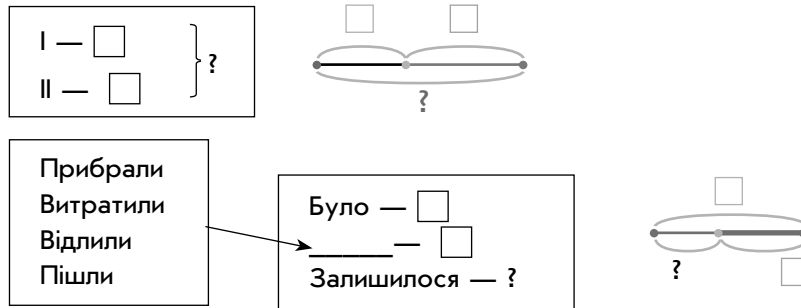 I —
II —
?
?
Прибрали
Витратили
Відлили
Пішли
Було —
______ —
Залишилося — ?
?